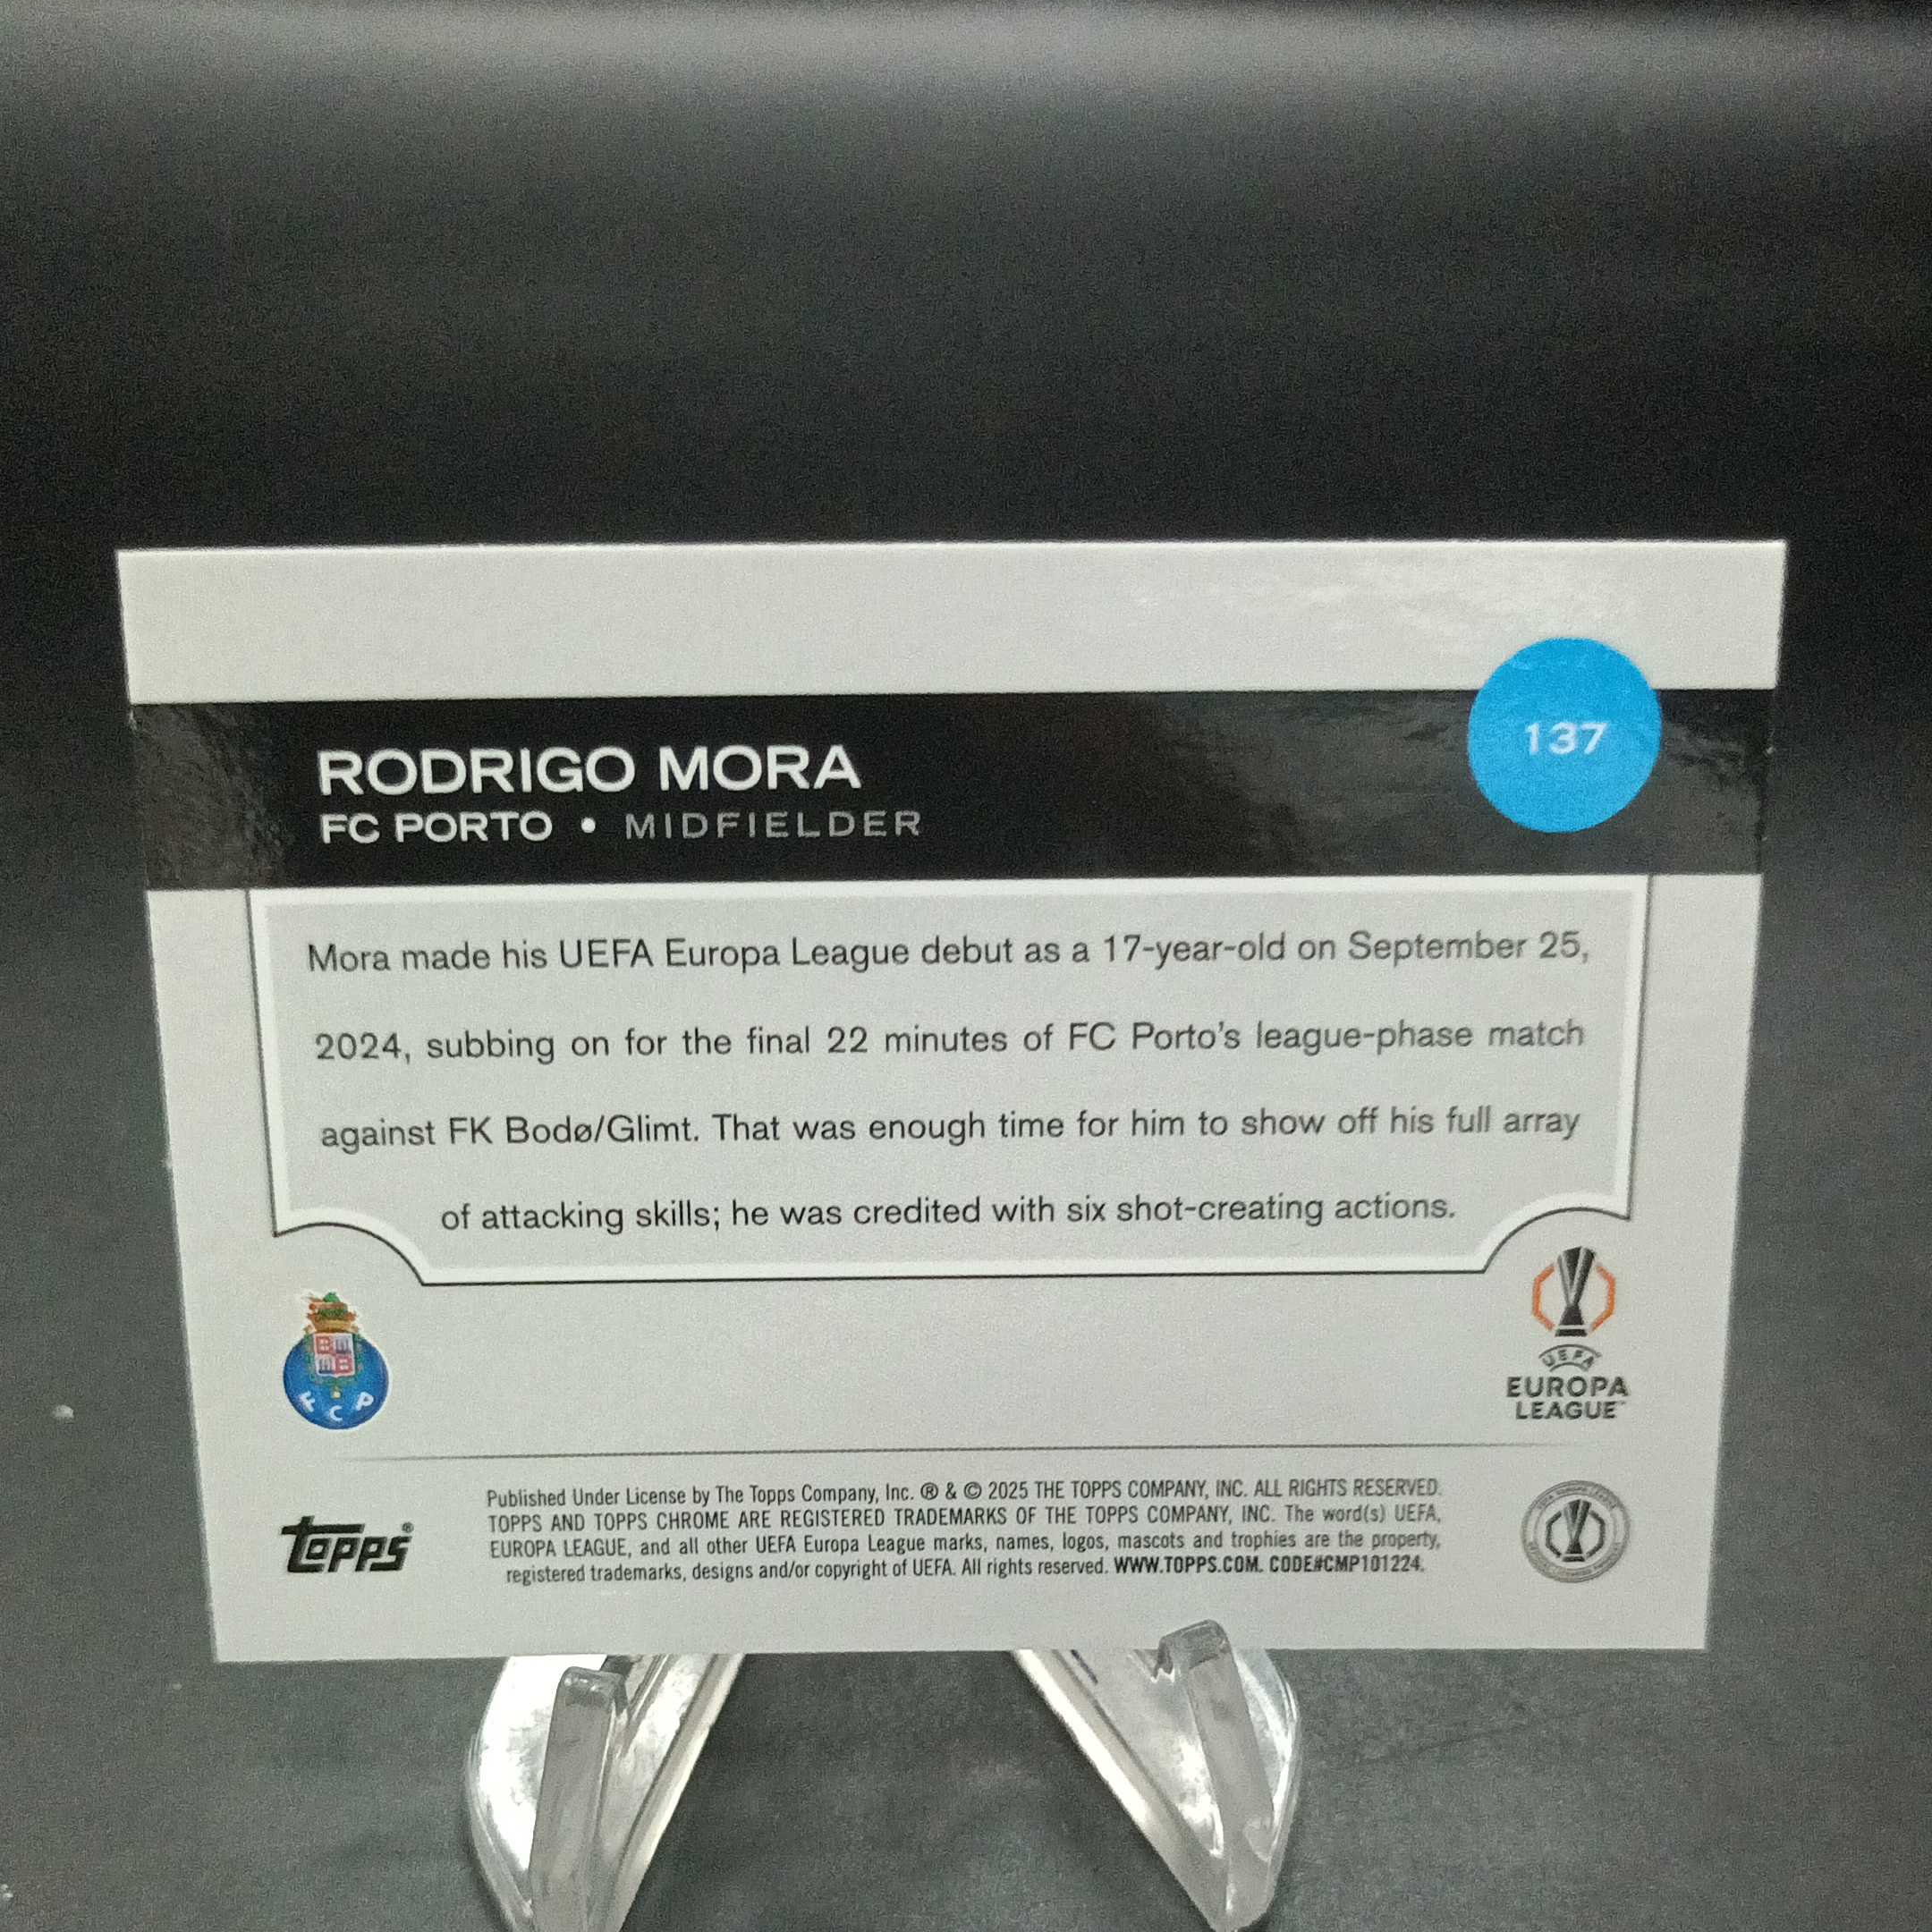 137
RODRIGO MORA
FC PORTO • MIDFIELDER
Mora made his UEFA Europa League debut as a 17-year-old on September 25,
2024, subbing on for the final 22 minutes of FC Porto's league-phase match
against FK Bodø/Glimt. That was enough time for him to show off his full array
of attacking skills; he was credited with six shot-creating actions.
FCP
UEFA
EUROPA
LEAGUE™
topps®
Published Under License by The Topps Company, Inc. ® & © 2025 THE TOPPS COMPANY, INC. ALL RIGHTS RESERVED.
TOPPS AND TOPPS CHROME ARE REGISTERED TRADEMARKS OF THE TOPPS COMPANY, INC. The word(s) UEFA,
EUROPA LEAGUE, and all other UEFA Europa League marks, names, logos, mascots and trophies are the property,
registered trademarks, designs and/or copyright of UEFA. All rights reserved. WWW.TOPPS.COM. CODE#CMP101224.